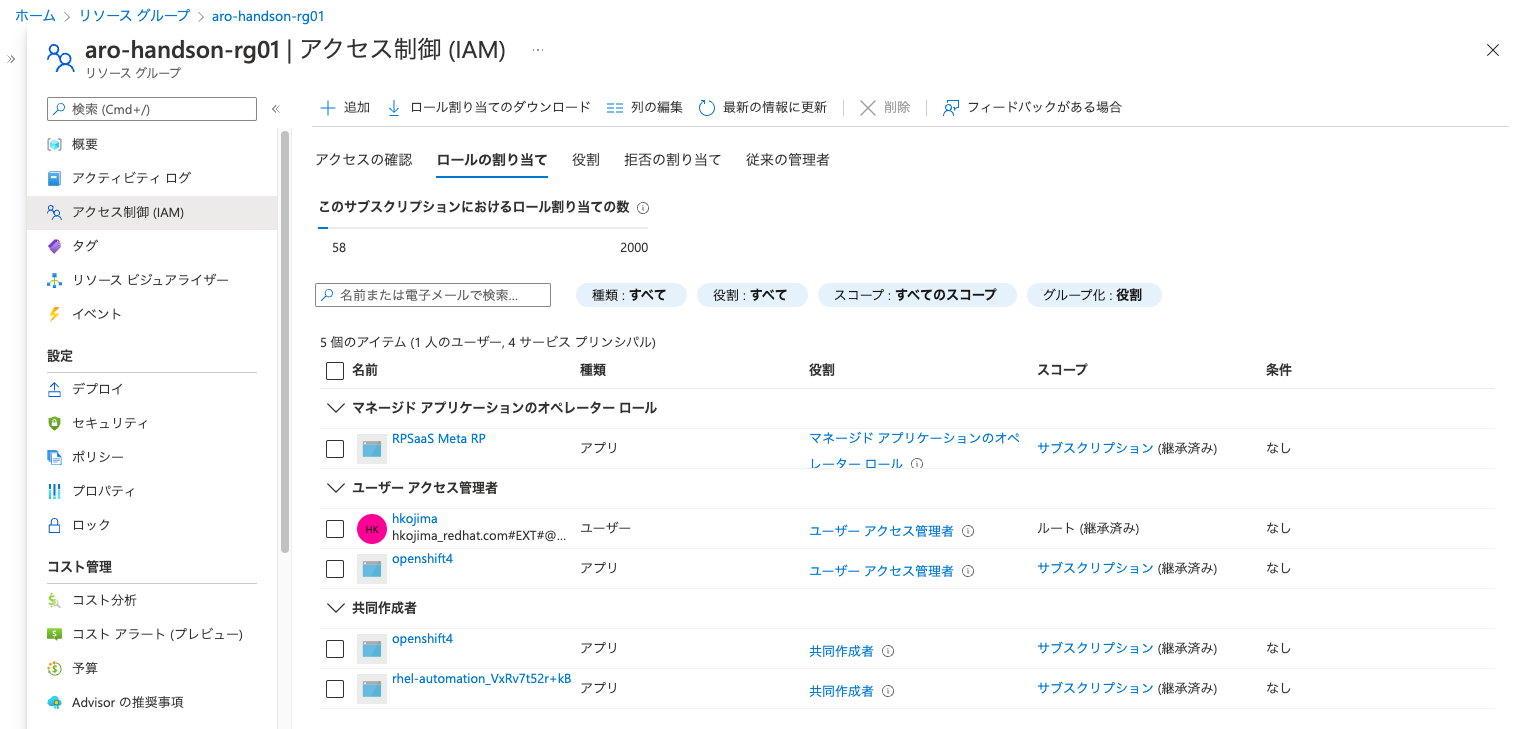 ホーム > リソース グループ > aro-handson-rg01
aro-handson-rg01 | アクセス制御 (IAM) ...
リソース グループ
検索 (Cmd+/)
概要
アクティビティ ログ
アクセス制御 (IAM)
タグ
リソース ビジュアライザー
イベント
設定
デプロイ
セキュリティ
ポリシー
プロパティ
ロック
コスト管理
コスト分析
コスト アラート (プレビュー)
予算
Advisor の推奨事項
追加 ロール割り当てのダウンロード 列の編集 最新の情報に更新 削除 フィードバックがある場合
アクセスの確認 ロールの割り当て 役割 拒否の割り当て 従来の管理者
このサブスクリプションにおけるロール割り当ての数
58 2000
名前または電子メールで検索... 種類 : すべて 役割 : すべて スコープ : すべてのスコープ グループ化 : 役割
5 個のアイテム (1 人のユーザー, 4 サービス プリンシパル)
名前 種類 役割 スコープ 条件
マネージド アプリケーションのオペレーター ロール
RPSaaS Meta RP アプリ マネージド アプリケーションのオペ サブスクリプション (継承済み) なし
レーター ロール
ユーザー アクセス管理者
HK hkojima ユーザー ユーザー アクセス管理者 ルート (継承済み) なし
hkojima_redhat.com#EXT#@...
openshift4 アプリ ユーザー アクセス管理者 サブスクリプション (継承済み) なし
共同作成者
openshift4 アプリ 共同作成者 サブスクリプション (継承済み) なし
rhel-automation_VxRv7t52r+kB アプリ 共同作成者 サブスクリプション (継承済み) なし